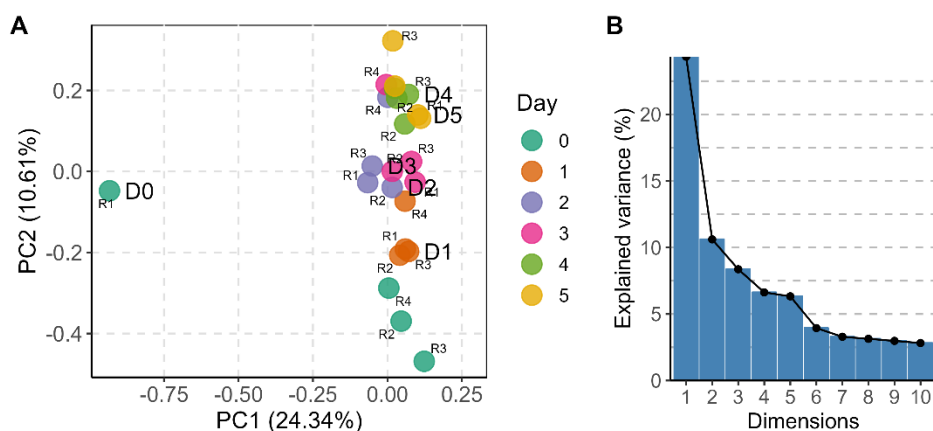 A
B
R3
R4
R3
D4
R4
R2
R1
D5
R2
R3
R3
D3
R1
D2
R1
R2
R4
D0
R1
R1
D1
R2
R3
R4
R2
R3
0.2
0.0
-0.2
-0.4
-0.75
-0.50
-0.25
0.00
0.25
PC1 (24.34%)
PC2 (10.61%)
Day
0
1
2
3
4
5
Explained variance (%)
20
15
10
5
0
1 2 3 4 5 6 7 8 9 10
Dimensions